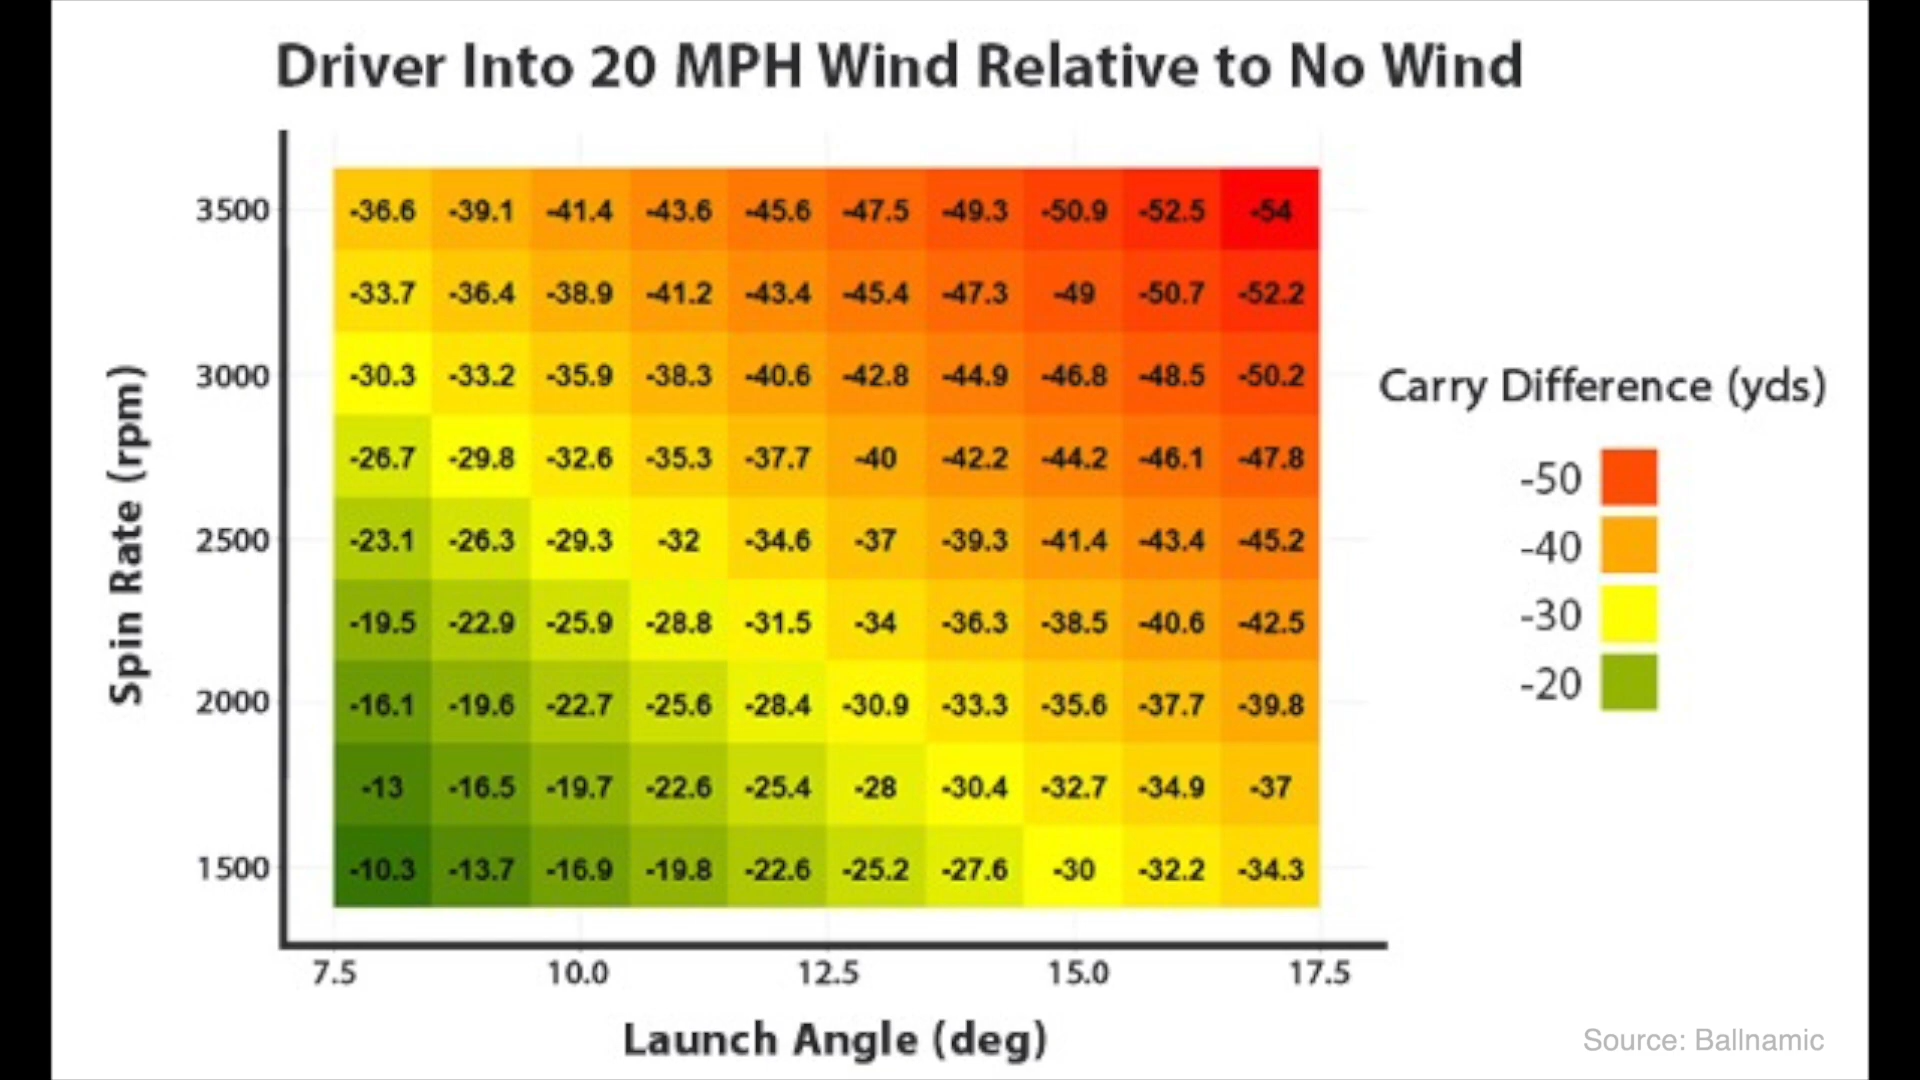 Driver Into 20 MPH Wind Relative to No Wind
3500 -36.6 -39.1 -41.4 -43.6 -45.6 -47.5 -49.3 -50.9 -52.5 -54
-33.7 -36.4 -38.9 -41.2 -43.4 -45.4 -47.3 -49 -50.7 -52.2
3000 -30.3 -33.2 -35.9 -38.3 -40.6 -42.8 -44.9 -46.8 -48.5 -50.2
-26.7 -29.8 -32.6 -35.3 -37.7 -40 -42.2 -44.2 -46.1 -47.8
2500 -23.1 -26.3 -29.3 -32 -34.6 -37 -39.3 -41.4 -43.4 -45.2
-19.5 -22.9 -25.9 -28.8 -31.5 -34 -36.3 -38.5 -40.6 -42.5
2000 -16.1 -19.6 -22.7 -25.6 -28.4 -30.9 -33.3 -35.6 -37.7 -39.8
-13 -16.5 -19.7 -22.6 -25.4 -28 -30.4 -32.7 -34.9 -37
1500 -10.3 -13.7 -16.9 -19.8 -22.6 -25.2 -27.6 -30 -32.2 -34.3
7.5 10.0 12.5 15.0 17.5
Spin Rate (rpm)
Launch Angle (deg)
Carry Difference (yds)
-50
-40
-30
-20
Source: Ballnamic